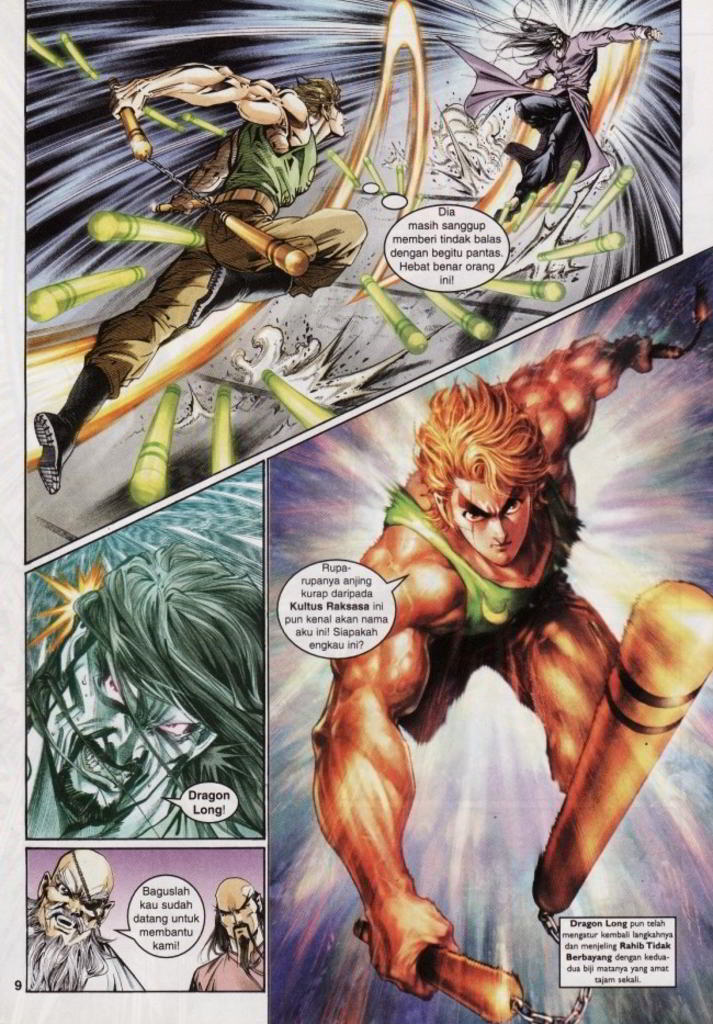 Dia
masih sanggup
memberi tindak balas
dengan begitu pantas.
Hebat benar orang
ini!
Rupa-
rupanya anjing
kurap daripada
Kultus Raksasa ini
pun kenal akan nama
aku ini! Siapakah
engkau ini?
Dragon
Long!
Baguslah
kau sudah
datang untuk
membantu
kami!
Dragon Long pun telah
mengatur kembali langkahnya
dan menjeling Rahib Tidak
Berbayang dengan kedua-
dua biji matanya yang amat
tajam sekali.
9